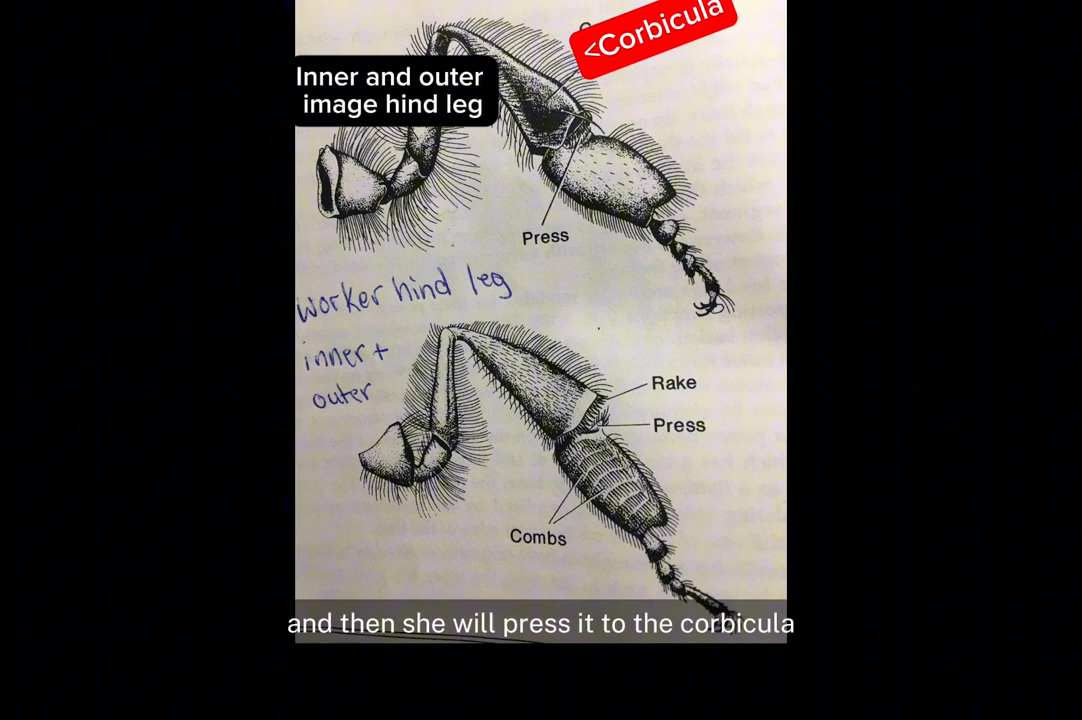 <Corbicula
Inner and outer
image hind leg
Press
worker hind leg
inner +
outer
Rake
Press
Combs
and then she will press it to the corbicula